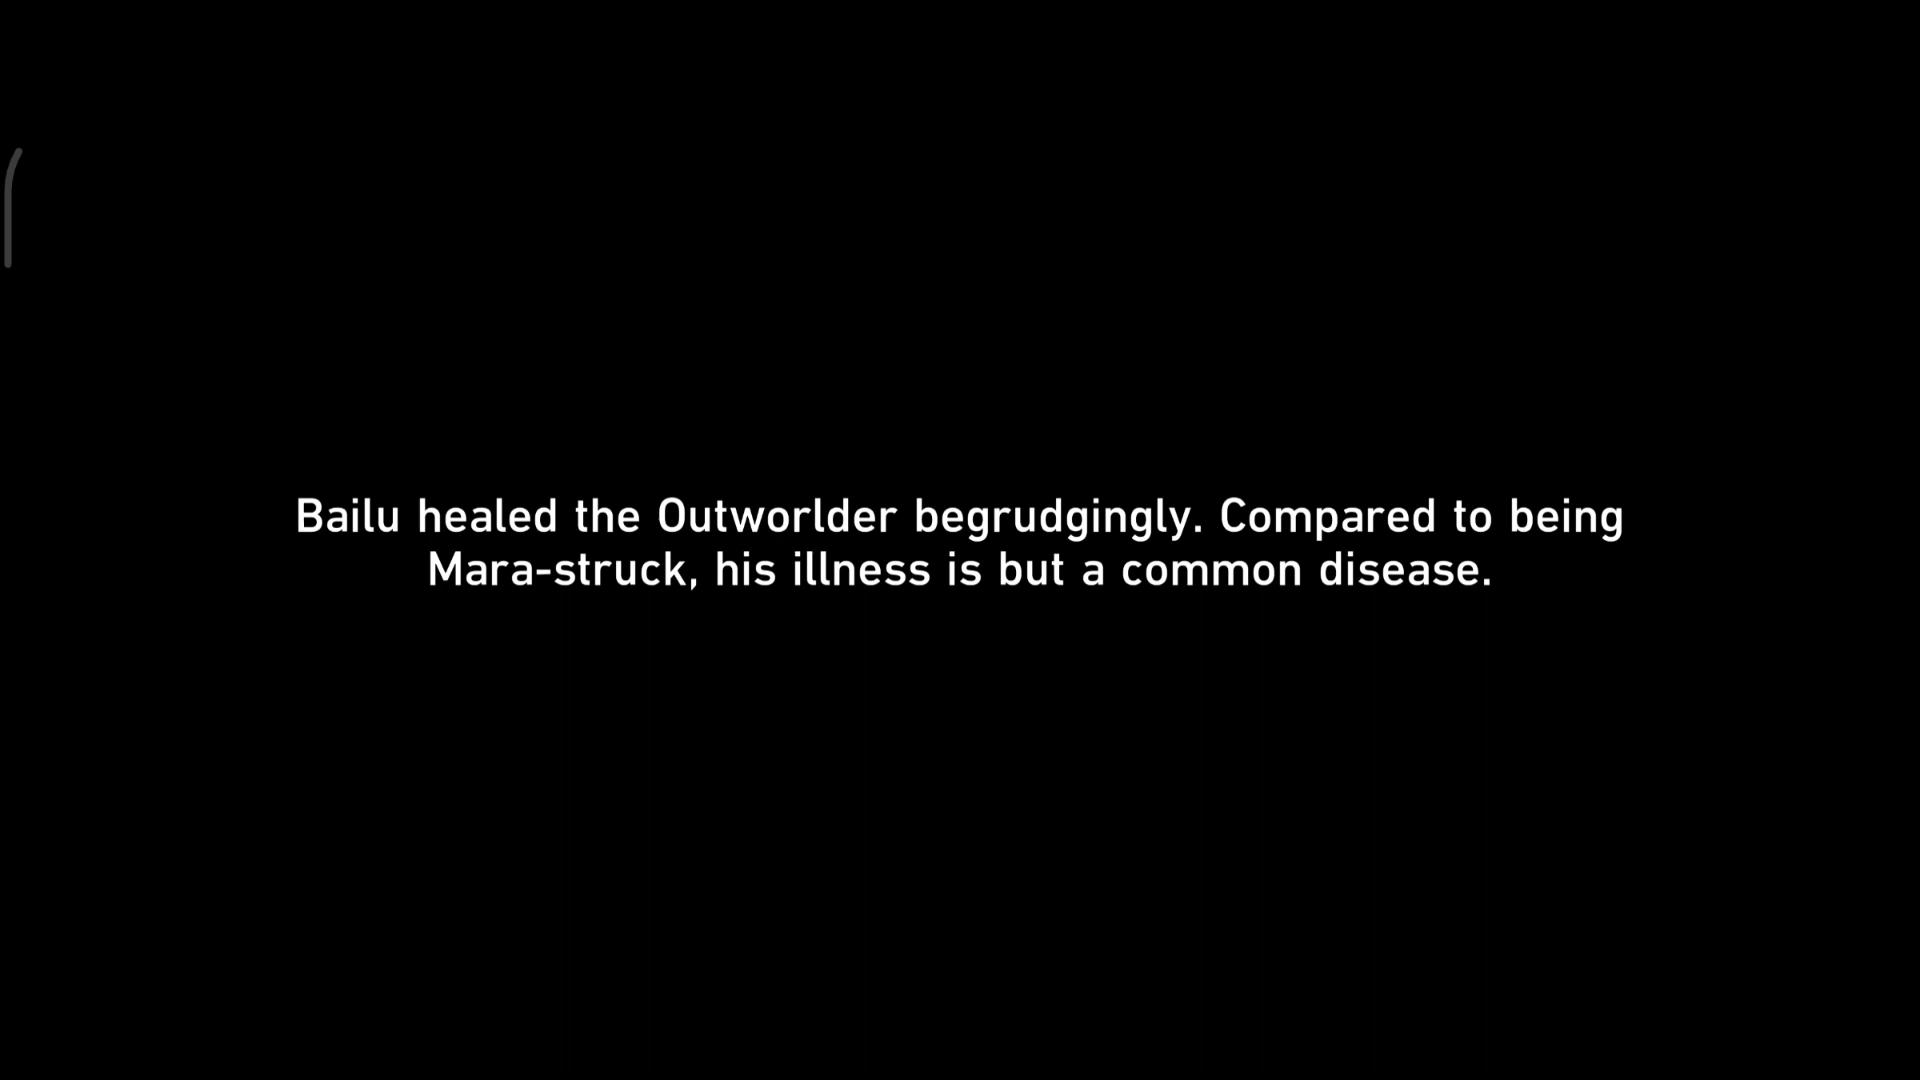 Bailu healed the Outworlder begrudgingly. Compared to being
Mara-struck, his illness is but a common disease.